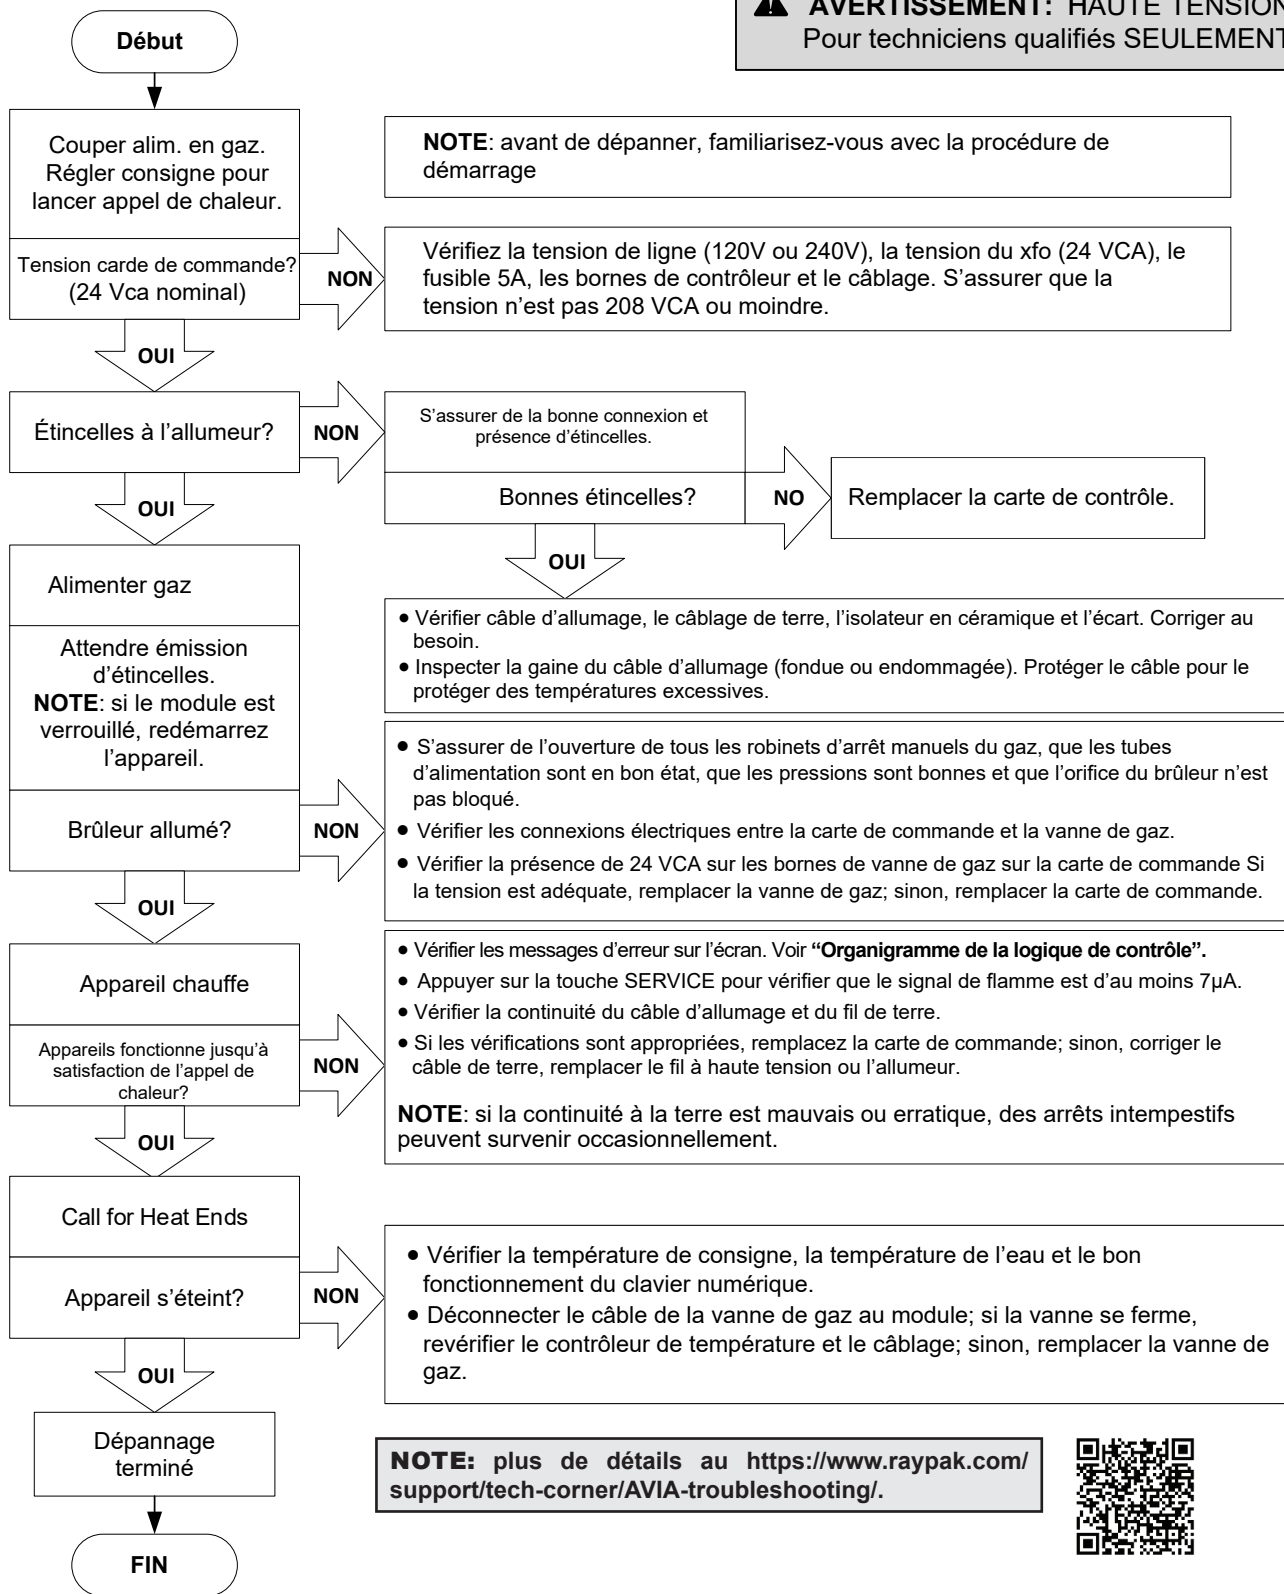 AVERTISSEMENT: HAUTE TENSION
Pour techniciens qualifiés SEULEMENT
Début
Couper alim. en gaz.
Régler consigne pour
lancer appel de chaleur.
NOTE: avant de dépanner, familiarisez-vous avec la procédure de
démarrage
Tension carde de commande?
(24 Vca nominal)
NON
Vérifiez la tension de ligne (120V ou 240V), la tension du xfo (24 VCA), le
fusible 5A, les bornes de contrôleur et le câblage. S’assurer que la
tension n’est pas 208 VCA ou moindre.
OUI
Étincelles à l’allumeur?
NON
S’assurer de la bonne connexion et
présence d’étincelles.
Bonnes étincelles?
NO
Remplacer la carte de contrôle.
OUI
OUI
Alimenter gaz
Attendre émission
d’étincelles.
NOTE: si le module est
verrouillé, redémarrez
l’appareil.
• Vérifier câble d’allumage, le câblage de terre, l’isolateur en céramique et l’écart. Corriger au
besoin.
• Inspecter la gaine du câble d’allumage (fondue ou endommagée). Protéger le câble pour le
protéger des températures excessives.
Brûleur allumé?
NON
• S’assurer de l’ouverture de tous les robinets d’arrêt manuels du gaz, que les tubes
d’alimentation sont en bon état, que les pressions sont bonnes et que l’orifice du brûleur n’est
pas bloqué.
• Vérifier les connexions électriques entre la carte de commande et la vanne de gaz.
• Vérifier la présence de 24 VCA sur les bornes de vanne de gaz sur la carte de commande Si
la tension est adéquate, remplacer la vanne de gaz; sinon, remplacer la carte de commande.
OUI
Appareil chauffe
Appareils fonctionne jusqu’à
satisfaction de l’appel de
chaleur?
NON
• Vérifier les messages d’erreur sur l’écran. Voir “Organigramme de la logique de contrôle”.
• Appuyer sur la touche SERVICE pour vérifier que le signal de flamme est d’au moins 7µA.
• Vérifier la continuité du câble d’allumage et du fil de terre.
• Si les vérifications sont appropriées, remplacez la carte de commande; sinon, corriger le
câble de terre, remplacer le fil à haute tension ou l’allumeur.
NOTE: si la continuité à la terre est mauvais ou erratique, des arrêts intempestifs
peuvent survenir occasionnellement.
OUI
Call for Heat Ends
Appareil s’éteint?
NON
• Vérifier la température de consigne, la température de l’eau et le bon
fonctionnement du clavier numérique.
• Déconnecter le câble de la vanne de gaz au module; si la vanne se ferme,
revérifier le contrôleur de température et le câblage; sinon, remplacer la vanne de
gaz.
OUI
Dépannage
terminé
NOTE: plus de détails au https://www.raypak.com/
support/tech-corner/AVIA-troubleshooting/.
FIN